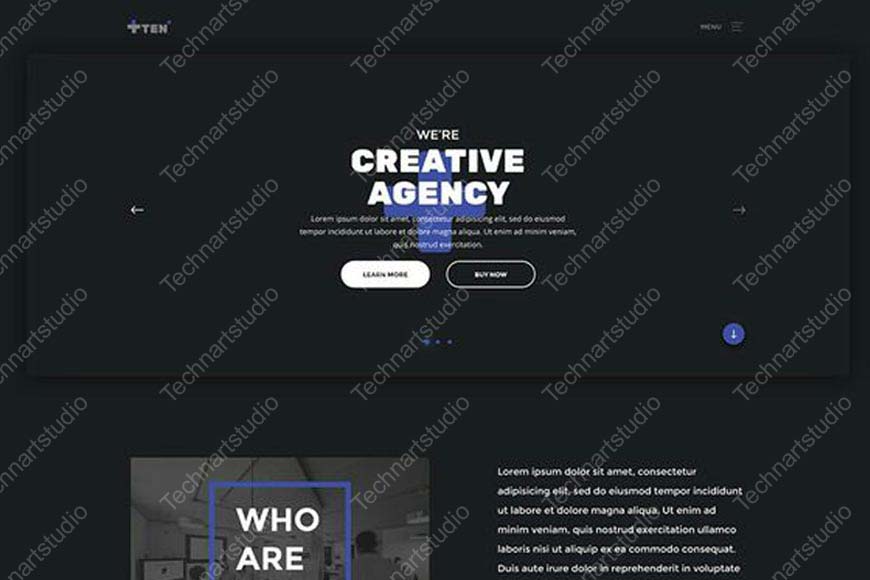 TEN
MENU
WE'RE
CREATIVE
AGENCY
Lorem ipsum dolor sit amet, consectetur adipisicing elit, sed do eiusmod
tempor incididunt ut labore et dolore magna aliqua. Ut enim ad minim veniam,
quis nostrud exercitation.
LEARN MORE
BUY NOW
WHO
ARE
Lorem ipsum dolor sit amet, consectetur
adipisicing elit, sed do eiusmod tempor incididunt
ut labore et dolore magna aliqua. Ut enim ad
minim veniam, quis nostrud exercitation ullamco
laboris nisi ut aliquip ex ea commodo consequat.
Duis aute irure dolor in reprehenderit in voluptate
Technartstudio